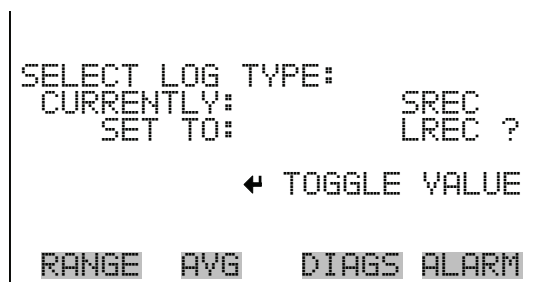 SELECT LOG TYPE:
CURRENTLY: SREC
SET TO: LREC ?
↵ TOGGLE VALUE
RANGE AVG DIAGS ALARM